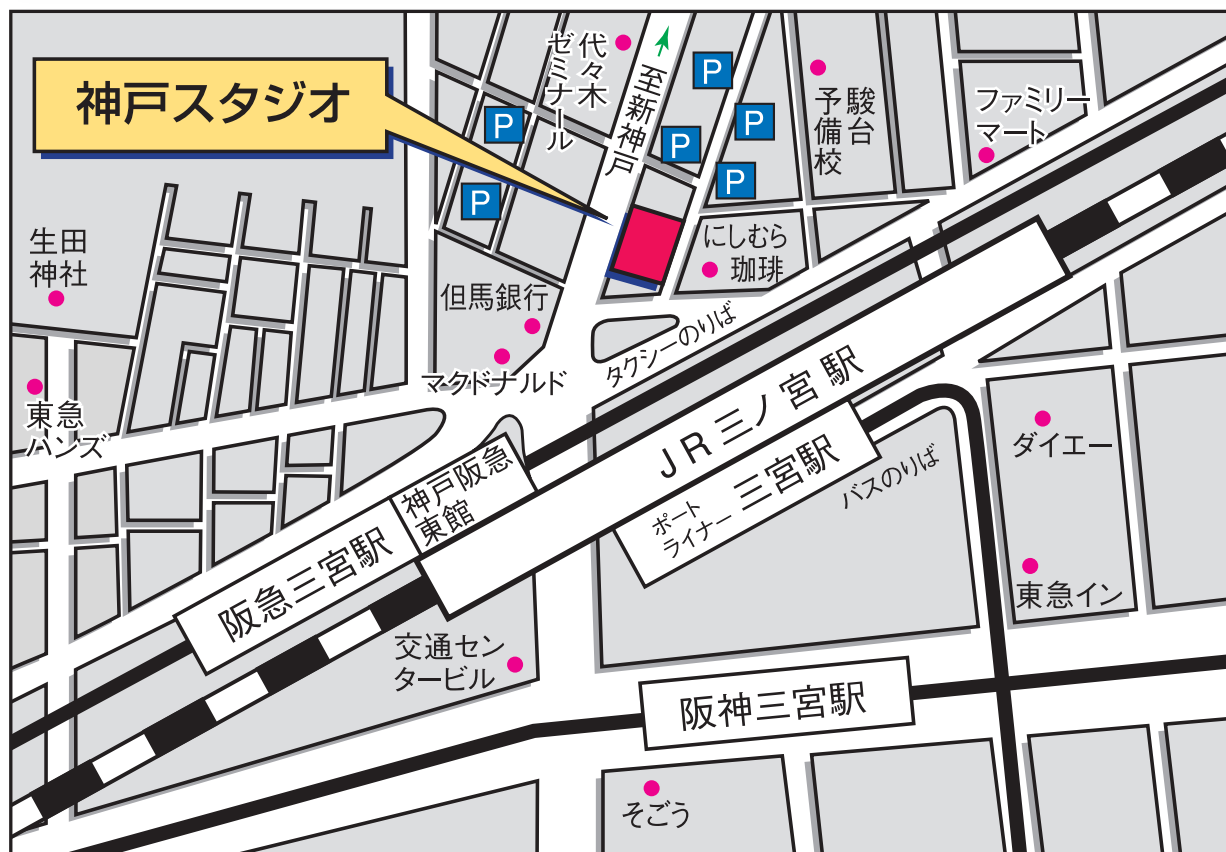 神戸スタジオ
代々木
ゼミナール
至新神戸
P
P
P
P
P
P
駿台
予備校
ファミリー
マート
生田
神社
にしむら
珈琲
但馬銀行
タクシーのりば
マクドナルド
東急
ハンズ
JR三ノ宮駅
ダイエー
神戸阪急
東館
ポート
ライナー
三宮駅
バスのりば
阪急三宮駅
東急イン
交通セン
タービル
阪神三宮駅
そごう